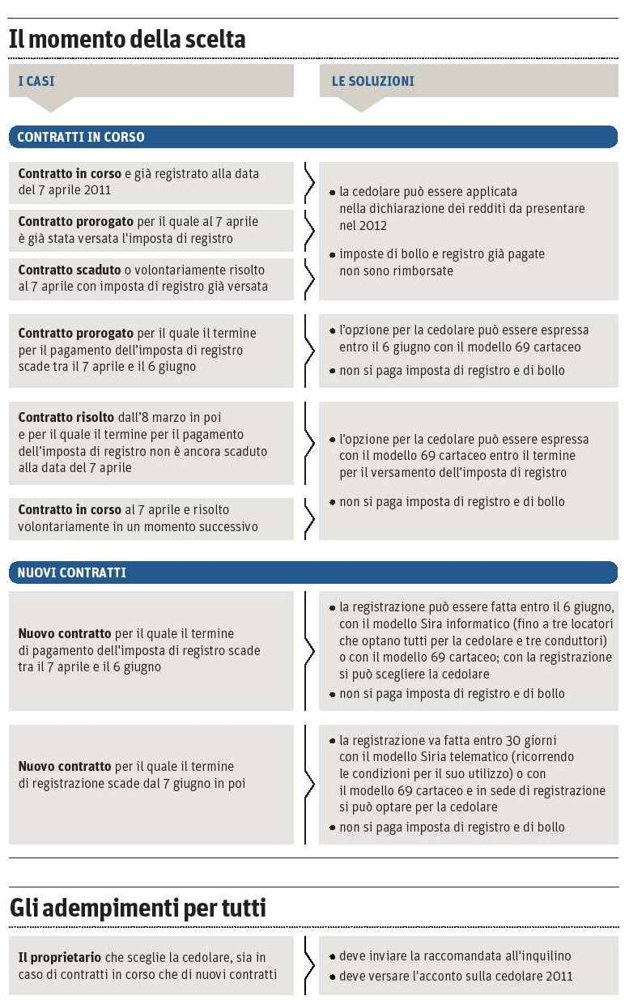 Il momento della scelta
I CASI
LE SOLUZIONI
CONTRATTI IN CORSO
Contratto in corso e già registrato alla data
del 7 aprile 2011
Contratto prorogato per il quale al 7 aprile
è già stata versata l'imposta di registro
Contratto scaduto o volontariamente risolto
al 7 aprile con imposta di registro già versata
• la cedolare può essere applicata
nella dichiarazione dei redditi da presentare
nel 2012
• imposte di bollo e registro già pagate
non sono rimborsate
Contratto prorogato per il quale il termine
per il pagamento dell'imposta di registro
scade tra il 7 aprile e il 6 giugno
• l'opzione per la cedolare può essere espressa
entro il 6 giugno con il modello 69 cartaceo
• non si paga imposta di registro e di bollo
Contratto risolto dall'8 marzo in poi
e per il quale il termine per il pagamento
dell'imposta di registro non è ancora scaduto
alla data del 7 aprile
Contratto in corso al 7 aprile e risolto
volontariamente in un momento successivo
• l'opzione per la cedolare può essere espressa
con il modello 69 cartaceo entro il termine
per il versamento dell'imposta di registro
• non si paga imposta di registro e di bollo
NUOVI CONTRATTI
Nuovo contratto per il quale il termine
di pagamento dell'imposta di registro scade
tra il 7 aprile e il 6 giugno
• la registrazione può essere fatta entro il 6 giugno,
con il modello Sira informatico (fino a tre locatori
che optano tutti per la cedolare e tre conduttori)
o con il modello 69 cartaceo; con la registrazione
si può scegliere la cedolare
• non si paga imposta di registro e di bollo
Nuovo contratto per il quale il termine
di registrazione scade dal 7 giugno in poi
• la registrazione va fatta entro 30 giorni
con il modello Siria telematico (ricorrendo
le condizioni per il suo utilizzo) o con
il modello 69 cartaceo e in sede di registrazione
si può optare per la cedolare
• non si paga imposta di registro e di bollo
Gli adempimenti per tutti
Il proprietario che sceglie la cedolare, sia in
caso di contratti in corso che di nuovi contratti
• deve inviare la raccomandata all'inquilino
• deve versare l'acconto sulla cedolare 2011